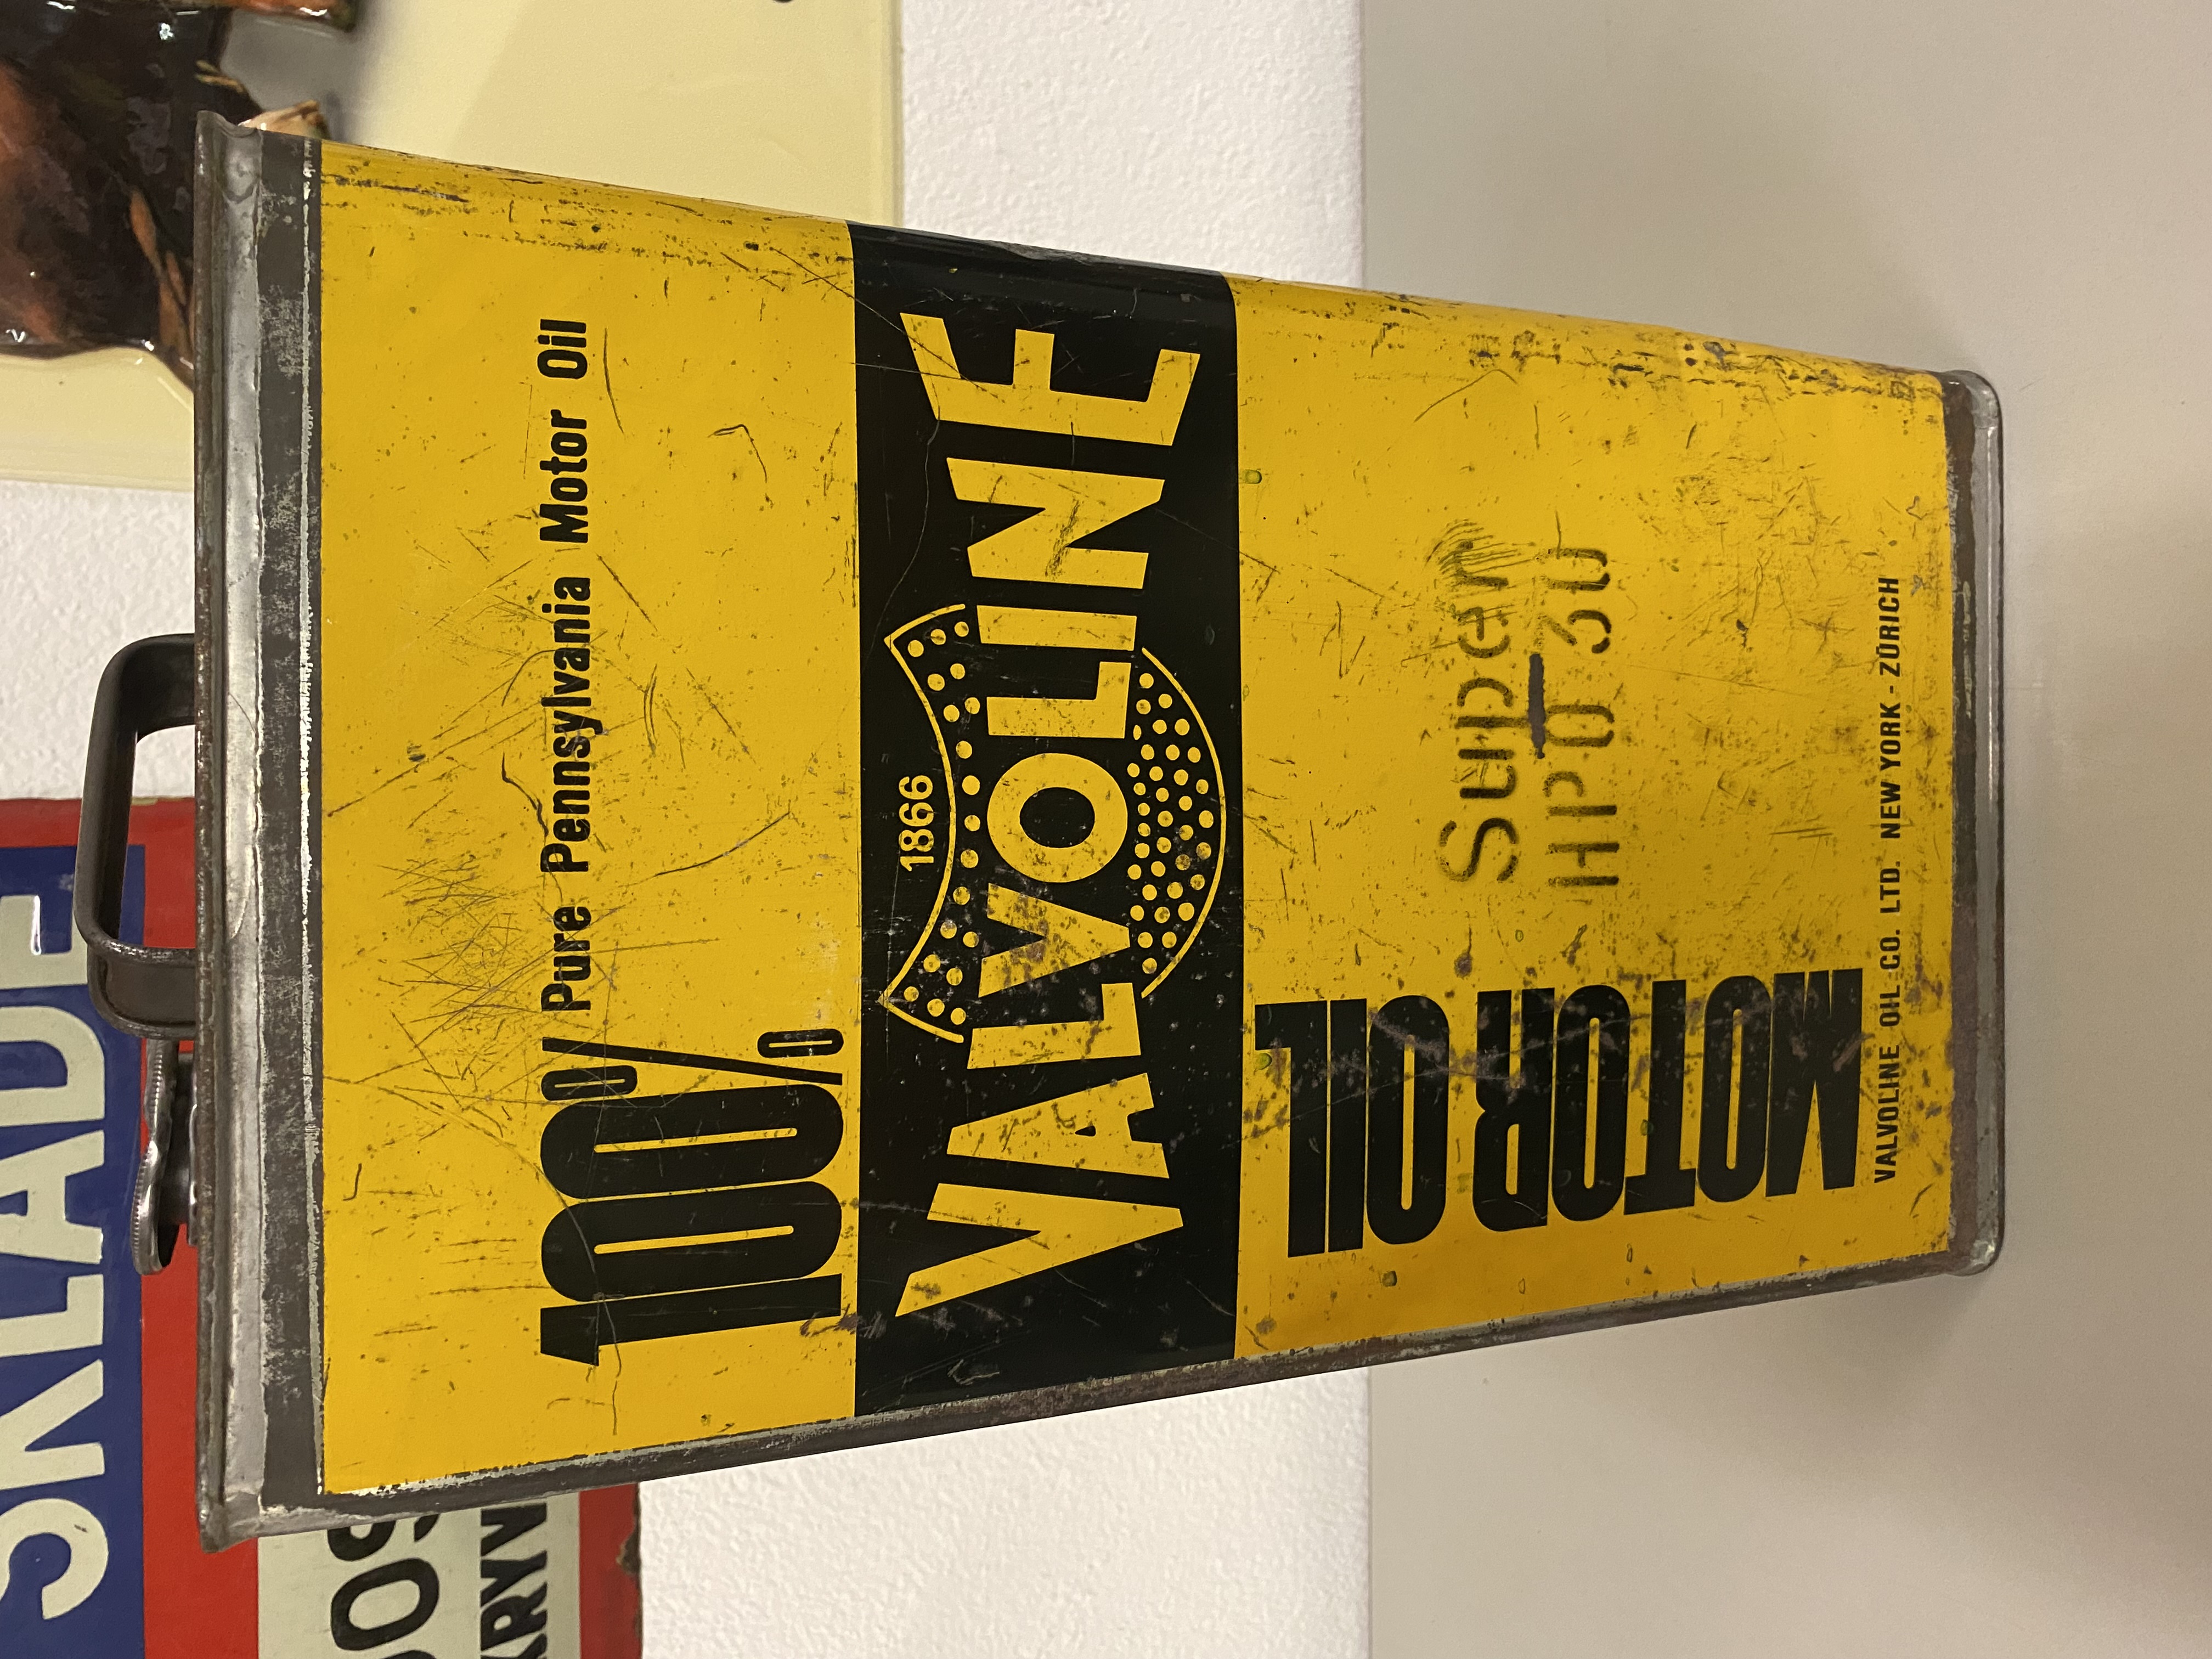 100% Pure Pennsylvania Motor Oil
1866
VALVOLINE
MOTOR OIL
Super
HPO 30
VALVOLINE OIL CO. LTD. NEW YORK - ZÜRICH
SKLADE